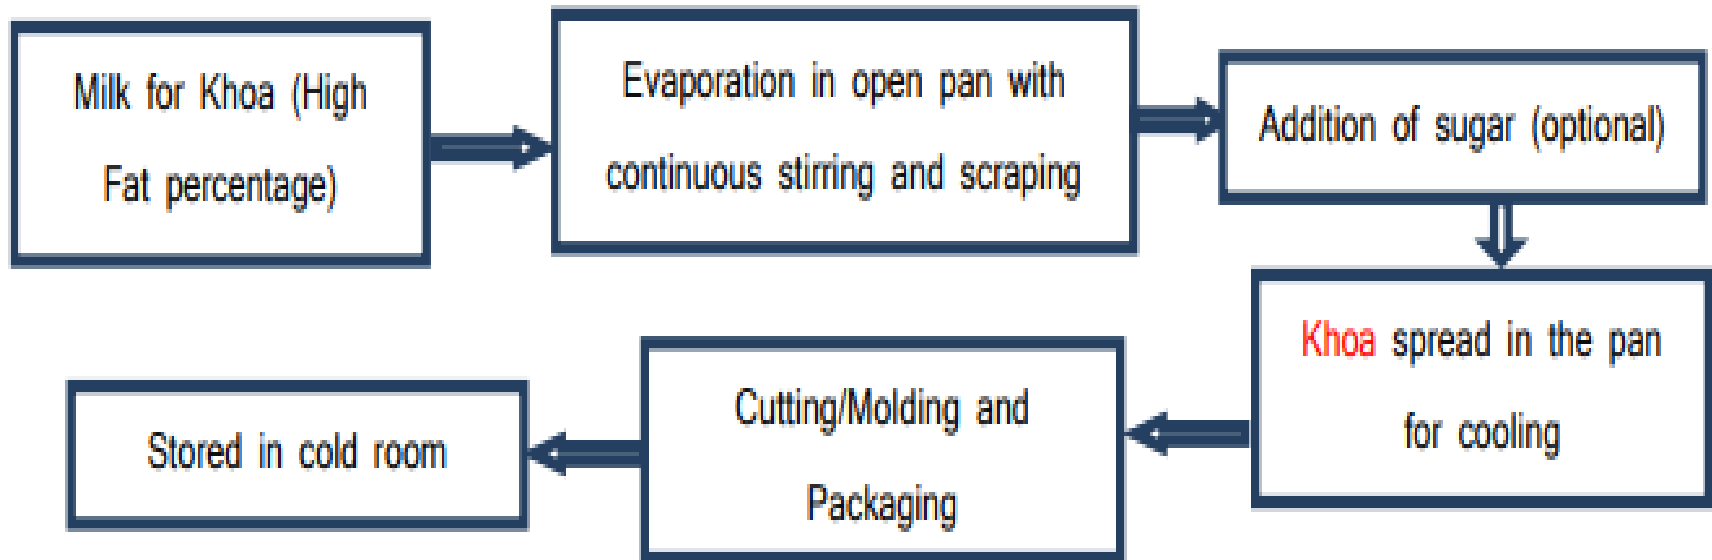 Milk for Khoa (High
Fat percentage)
Evaporation in open pan with
continuous stirring and scraping
Addition of sugar (optional)
Khoa spread in the pan
for cooling
Cutting/Molding and
Packaging
Stored in cold room